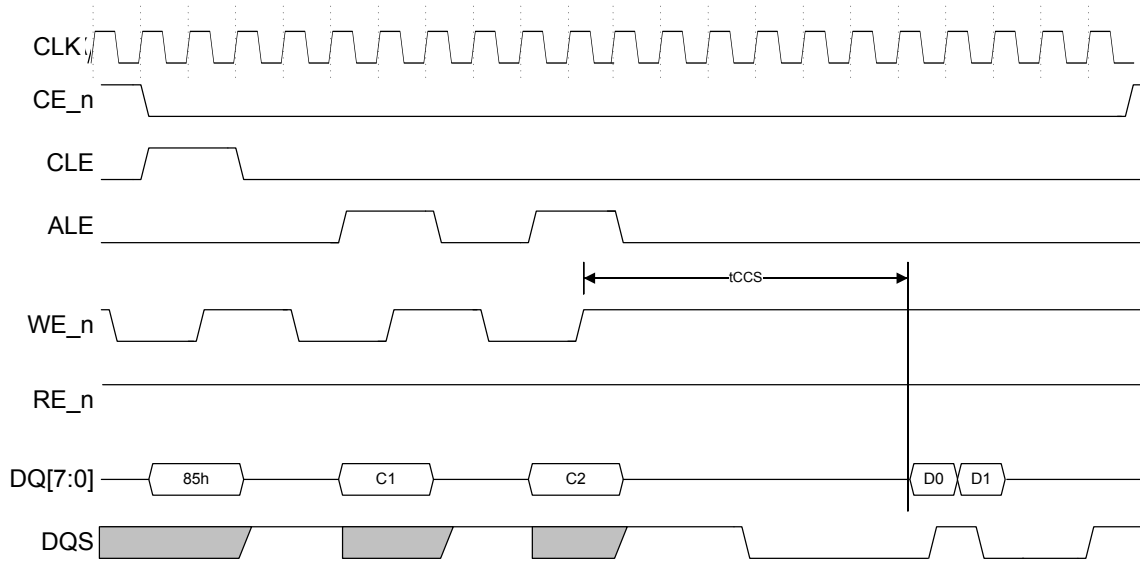 CLK
CE_n
CLE
ALE
tCCS
WE_n
RE_n
DQ[7:0] 85h C1 C2 D0 D1
DQS